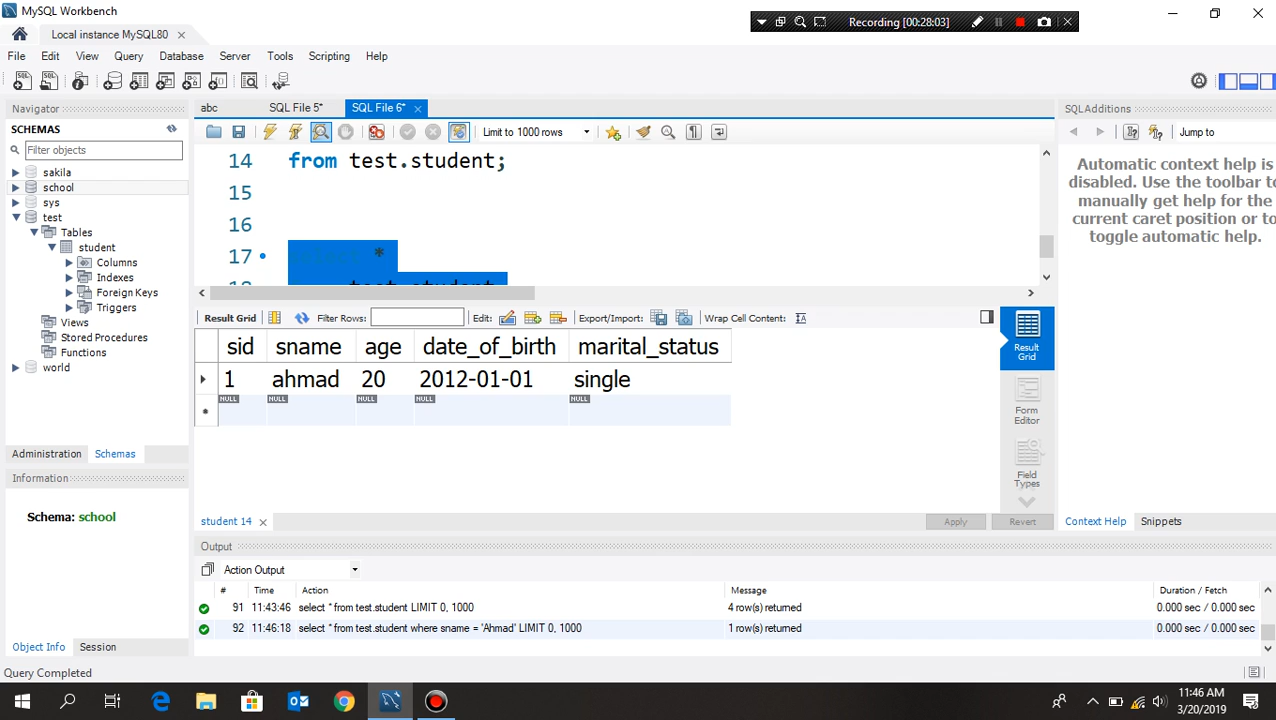 MySQL Workbench
Recording [00:28:03]
Local instance MySQL80
File Edit View Query Database Server Tools Scripting Help
Navigator
SCHEMAS
Filter objects
sakila
school
sys
test
Tables
student
Columns
Indexes
Foreign Keys
Triggers
Views
Stored Procedures
Functions
world
Administration Schemas
Information
Schema: school
Object Info Session
abc SQL File 5* SQL File 6*
Limit to 1000 rows
14 from test.student;
15
16
17 select *
18 from test.student
Result Grid Filter Rows: Edit: Export/Import: Wrap Cell Content: IA
sid sname age date_of_birth marital_status
1 ahmad 20 2012-01-01 single
NULL NULL NULL NULL NULL
Result Grid
Form Editor
Field Types
student 14 Apply Revert
SQLAdditions
Jump to
Automatic context help is
disabled. Use the toolbar to
manually get help for the
current caret position or to
toggle automatic help.
Context Help Snippets
Output
Action Output
# Time Action Message Duration / Fetch
91 11:43:46 select * from test.student LIMIT 0, 1000 4 row(s) returned 0.000 sec / 0.000 sec
92 11:46:18 select * from test.student where sname = 'Ahmad' LIMIT 0, 1000 1 row(s) returned 0.000 sec / 0.000 sec
Query Completed
11:46 AM
3/20/2019